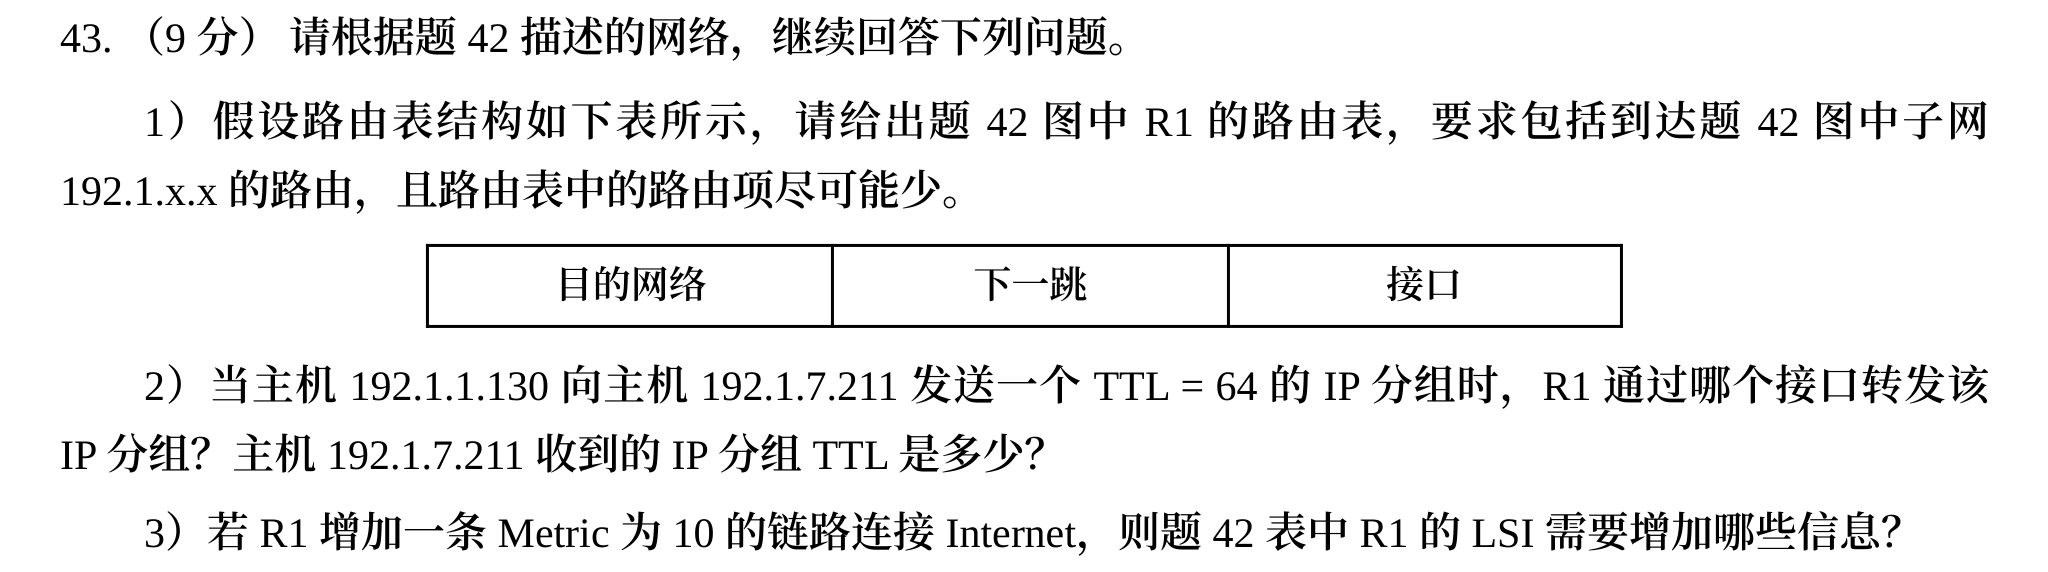 43.（9 分） 请根据题 42 描述的网络，继续回答下列问题。
1）假设路由表结构如下表所示，请给出题 42 图中 R1 的路由表，要求包括到达题 42 图中子网
192.1.x.x 的路由，且路由表中的路由项尽可能少。
目的网络 下一跳 接口
2）当主机 192.1.1.130 向主机 192.1.7.211 发送一个 TTL = 64 的 IP 分组时，R1 通过哪个接口转发该
IP 分组？主机 192.1.7.211 收到的 IP 分组 TTL 是多少？
3）若 R1 增加一条 Metric 为 10 的链路连接 Internet，则题 42 表中 R1 的 LSI 需要增加哪些信息？